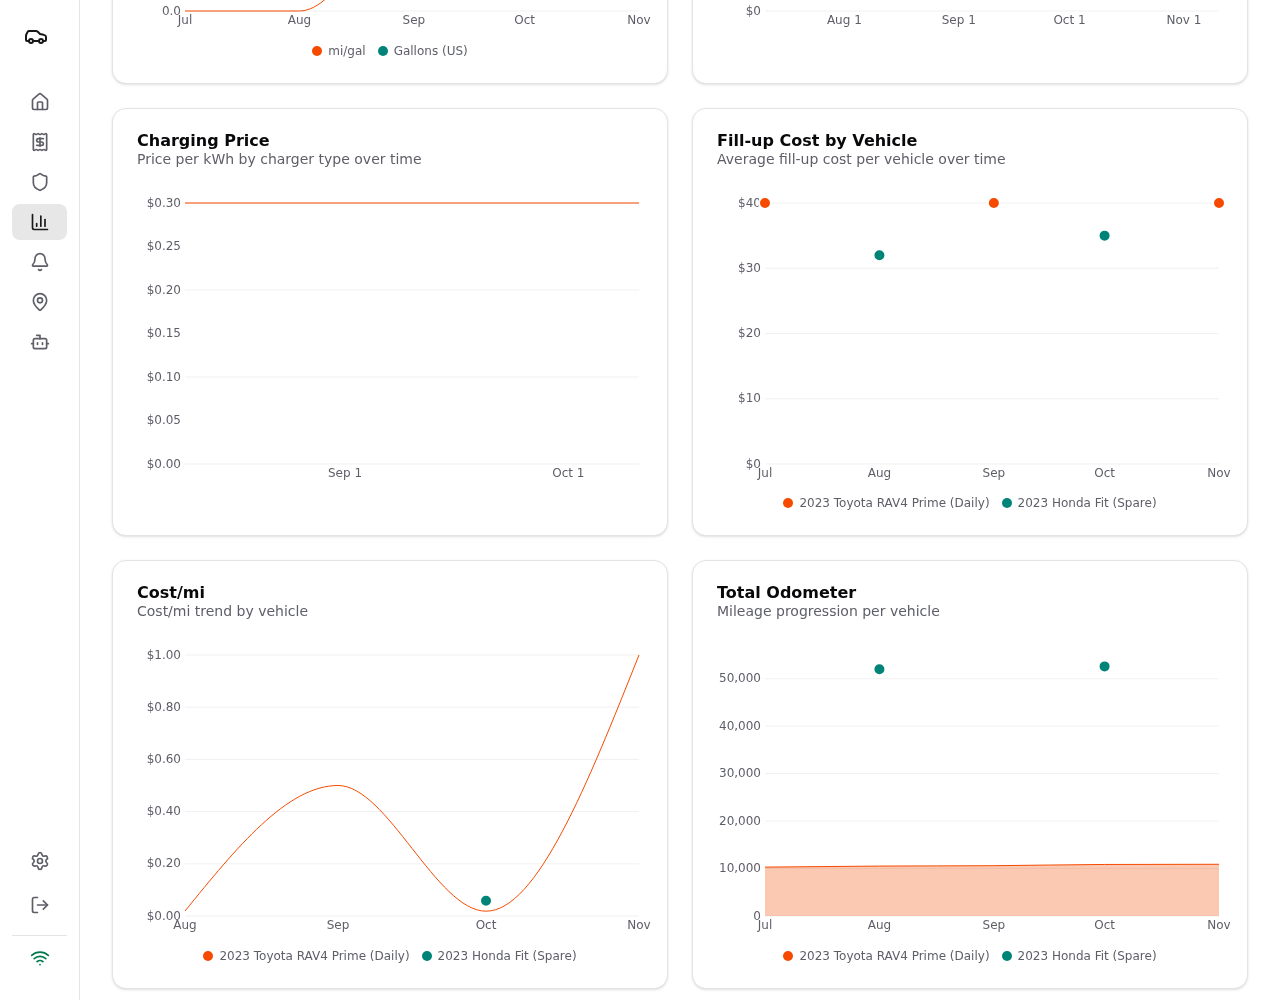 0.0
Jul Aug Sep Oct Nov
mi/gal Gallons (US)
$0
Aug 1 Sep 1 Oct 1 Nov 1
Charging Price
Price per kWh by charger type over time
$0.30
$0.25
$0.20
$0.15
$0.10
$0.05
$0.00
Sep 1 Oct 1
Fill-up Cost by Vehicle
Average fill-up cost per vehicle over time
$40
$30
$20
$10
$0
Jul Aug Sep Oct Nov
2023 Toyota RAV4 Prime (Daily) 2023 Honda Fit (Spare)
Cost/mi
Cost/mi trend by vehicle
$1.00
$0.80
$0.60
$0.40
$0.20
$0.00
Aug Sep Oct Nov
2023 Toyota RAV4 Prime (Daily) 2023 Honda Fit (Spare)
Total Odometer
Mileage progression per vehicle
50,000
40,000
30,000
20,000
10,000
0
Jul Aug Sep Oct Nov
2023 Toyota RAV4 Prime (Daily) 2023 Honda Fit (Spare)